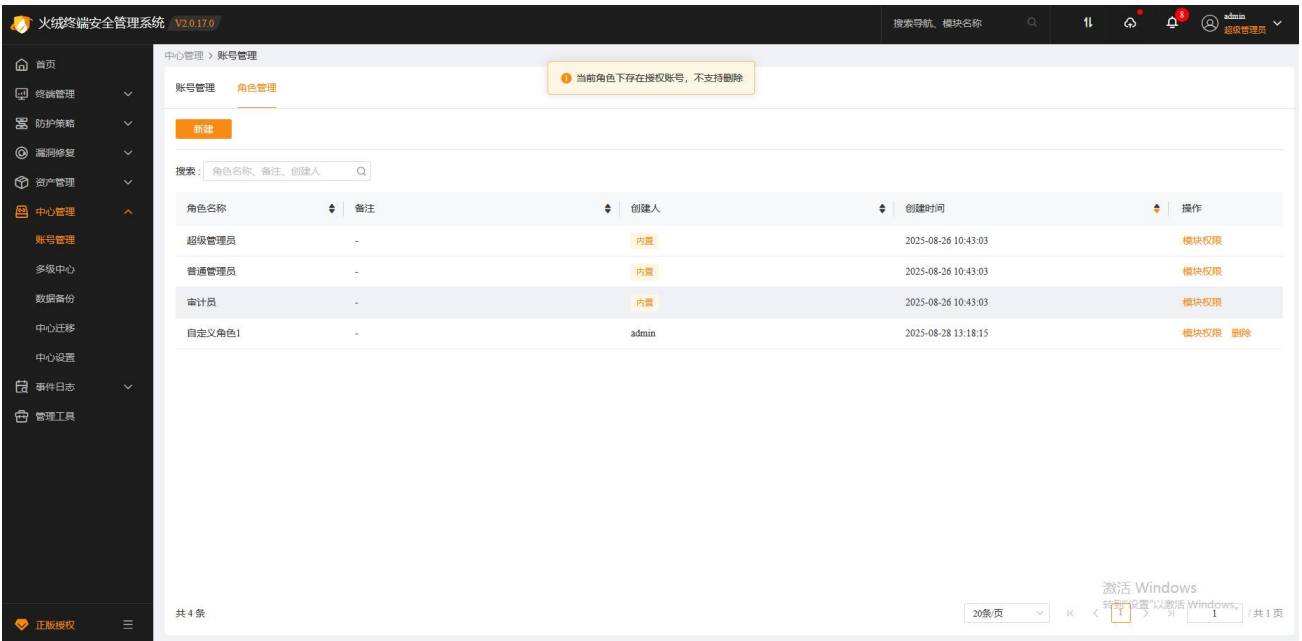 火绒终端安全管理系统 V2.0.17.0 搜索导航、模块名称 8 admin 超级管理员
首页
终端管理
防护策略
漏洞修复
资产管理
中心管理
账号管理
多级中心
数据备份
中心迁移
中心设置
事件日志
管理工具
正版授权
中心管理 > 账号管理
当前角色下存在授权账号，不支持删除
账号管理 角色管理
新建
搜索： 角色名称、备注、创建人
角色名称 备注 创建人 创建时间 操作
超级管理员 - 内置 2025-08-26 10:43:03 模块权限
普通管理员 - 内置 2025-08-26 10:43:03 模块权限
审计员 - 内置 2025-08-26 10:43:03 模块权限
自定义角色1 - admin 2025-08-28 13:18:15 模块权限 删除
激活 Windows
转到"设置"以激活 Windows。
共 4 条 20条/页 1 1 / 共 1 页